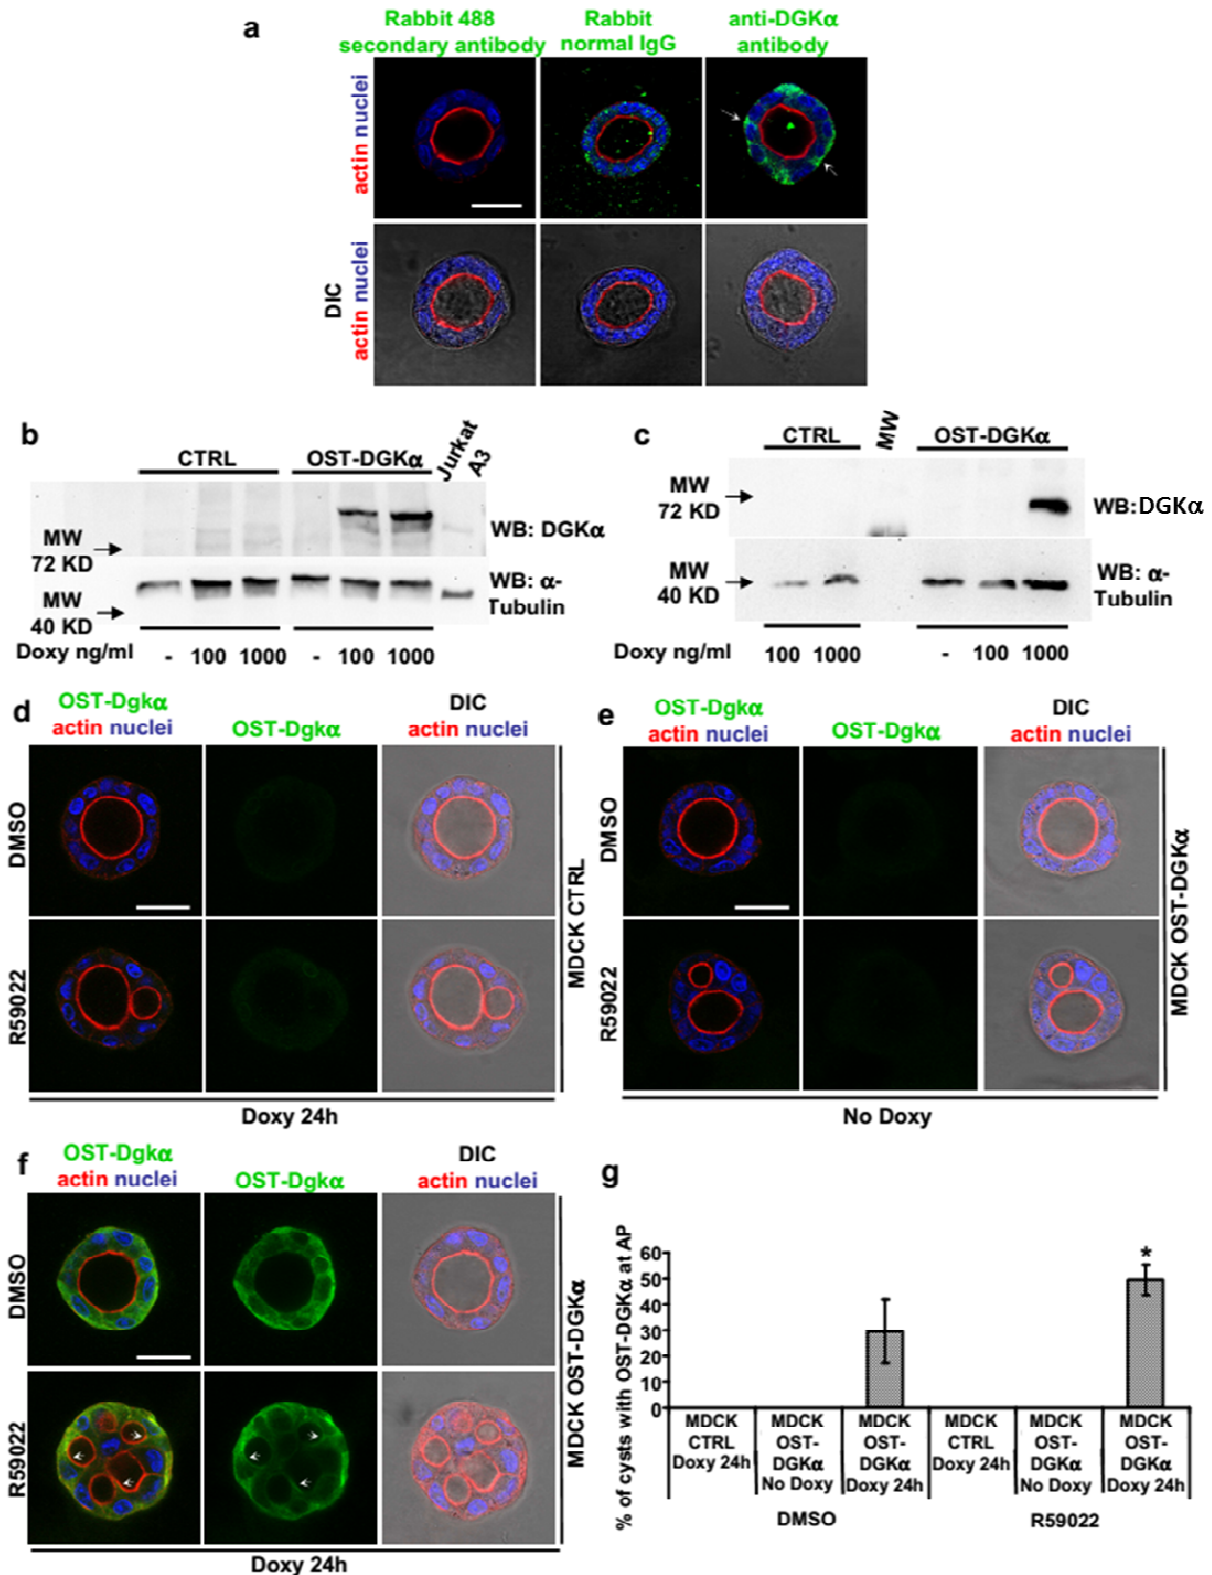 a
Rabbit 488
secondary antibody
Rabbit
normal IgG
anti-DGKα
antibody
actin nuclei
DIC
actin nuclei
b
CTRL
OST-DGKα
Jurkat
A3
MW
72 KD
WB: DGKα
MW
40 KD
WB: α-
Tubulin
Doxy ng/ml - 100 1000 - 100 1000
c
CTRL
MW
OST-DGKα
MW
72 KD
WB:DGKα
MW
40 KD
WB: α-
Tubulin
Doxy ng/ml 100 1000 - 100 1000
d
OST-Dgkα
actin nuclei
OST-Dgkα
DIC
actin nuclei
DMSO
R59022
MDCK CTRL
Doxy 24h
e
OST-Dgkα
actin nuclei
OST-Dgkα
DIC
actin nuclei
DMSO
R59022
MDCK OST-DGKα
No Doxy
f
OST-Dgkα
actin nuclei
OST-Dgkα
DIC
actin nuclei
DMSO
R59022
MDCK OST-DGKα
Doxy 24h
g
% of cysts with OST-DGKα at AP
60
50
40
30
20
10
0
*
MDCK
CTRL
Doxy 24h
MDCK
OST-
DGKα
No Doxy
MDCK
OST-
DGKα
Doxy 24h
MDCK
CTRL
Doxy 24h
MDCK
OST-
DGKα
No Doxy
MDCK
OST-
DGKα
Doxy 24h
DMSO
R59022